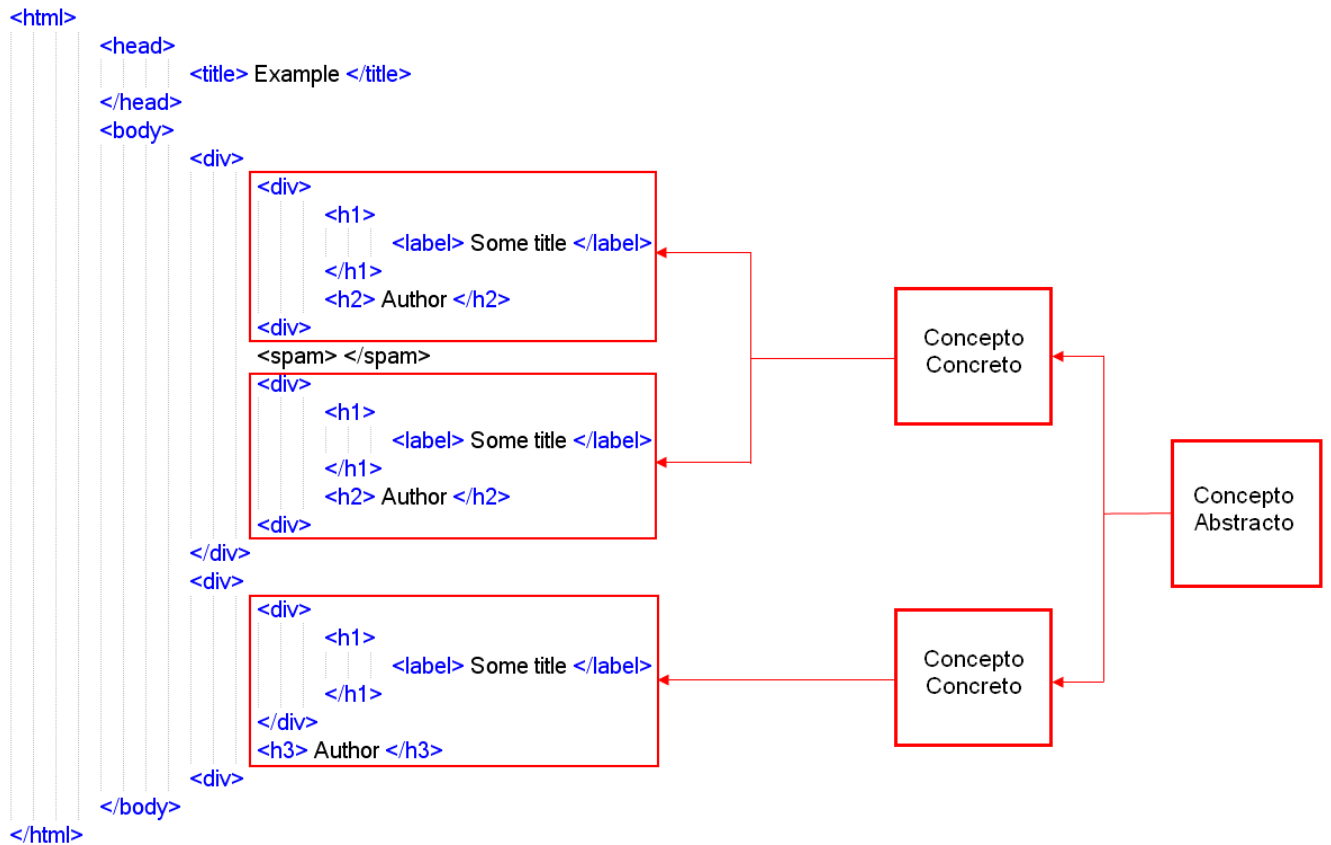 <html>
<head>
<title> Example </title>
</head>
<body>
<div>
<div>
<h1>
<label> Some title </label>
</h1>
<h2> Author </h2>
<div>
<spam> </spam>
<div>
<h1>
<label> Some title </label>
</h1>
<h2> Author </h2>
<div>
</div>
<div>
<div>
<h1>
<label> Some title </label>
</h1>
</div>
<h3> Author </h3>
<div>
</body>
</html>
Concepto
Concreto
Concepto
Concreto
Concepto
Abstracto